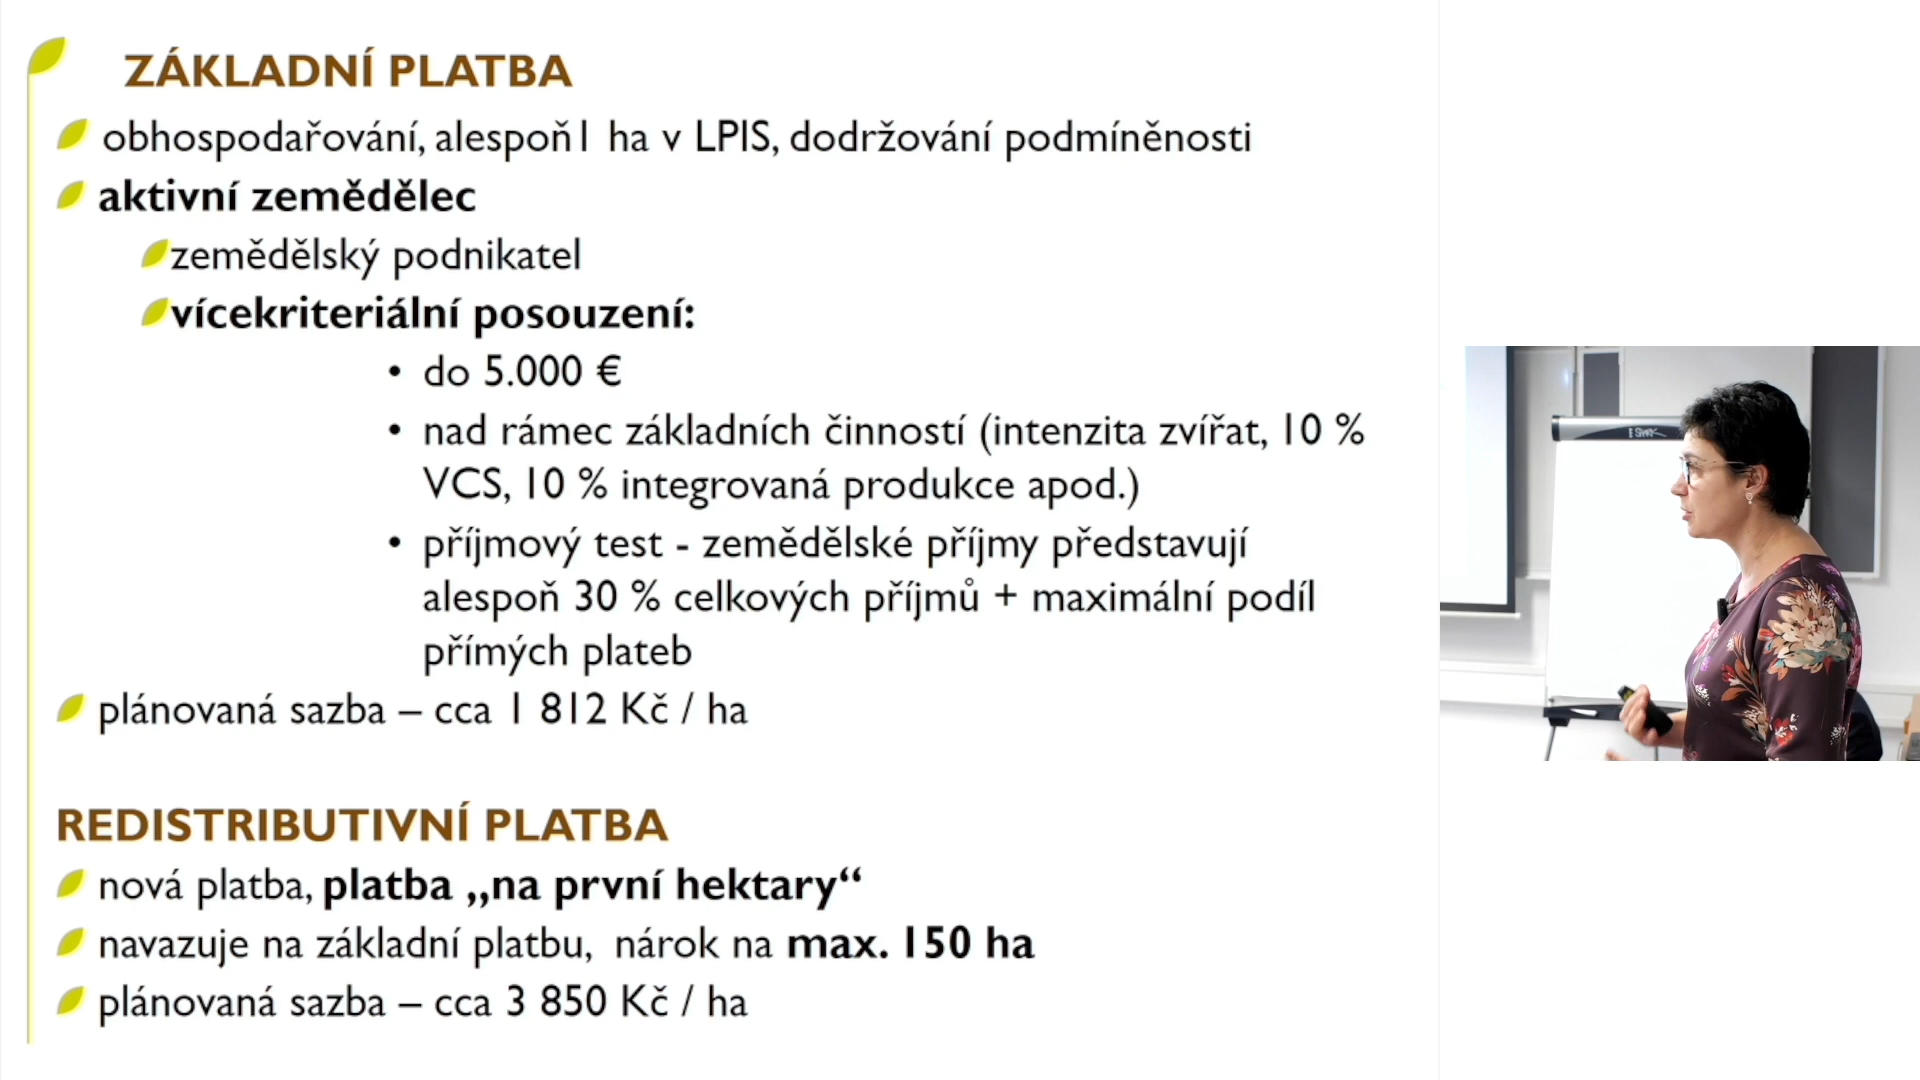 ZÁKLADNÍ PLATBA
obhospodařování, alespoň1 ha v LPIS, dodržování podmíněnosti
aktivní zemědělec
zemědělský podnikatel
vícekriteriální posouzení:
• do 5.000 €
• nad rámec základních činností (intenzita zvířat, 10 %
VCS, 10 % integrovaná produkce apod.)
• příjmový test - zemědělské příjmy představují
alespoň 30 % celkových příjmů + maximální podíl
přímých plateb
plánovaná sazba – cca 1 812 Kč / ha
REDISTRIBUTIVNÍ PLATBA
nová platba, platba „na první hektary“
navazuje na základní platbu, nárok na max. 150 ha
plánovaná sazba – cca 3 850 Kč / ha